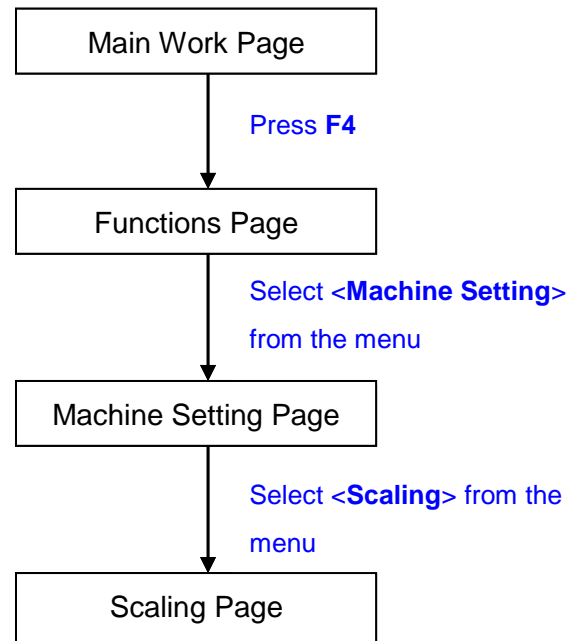 Main Work Page
Press F4
Functions Page
Select <Machine Setting>
from the menu
Machine Setting Page
Select <Scaling> from the
menu
Scaling Page